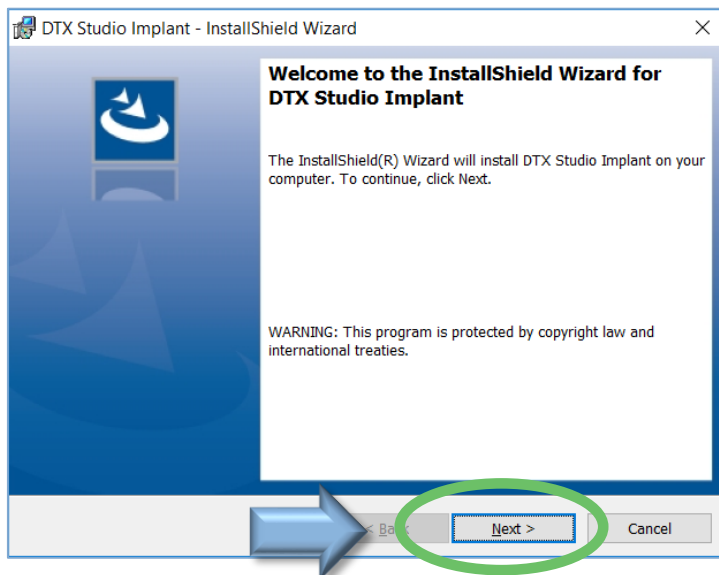 DTX Studio Implant - InstallShield Wizard
Welcome to the InstallShield Wizard for
DTX Studio Implant
The InstallShield(R) Wizard will install DTX Studio Implant on your
computer. To continue, click Next.
WARNING: This program is protected by copyright law and
international treaties.
Next >
Cancel